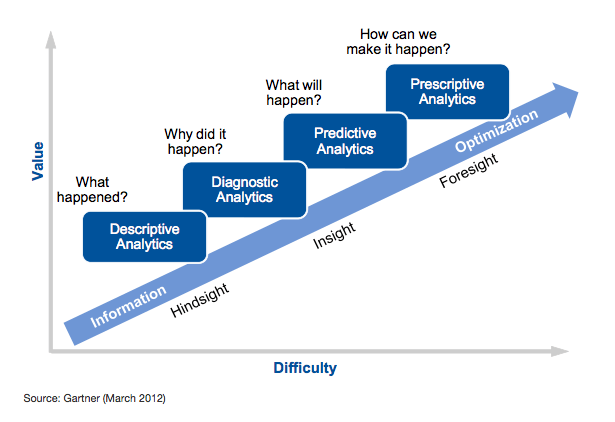 How can we
make it happen?
Prescriptive
Analytics
What will
happen?
Predictive
Analytics
Optimization
Foresight
Why did it
happen?
Diagnostic
Analytics
Insight
What
happened?
Descriptive
Analytics
Information
Hindsight
Value
Difficulty
Source: Gartner (March 2012)